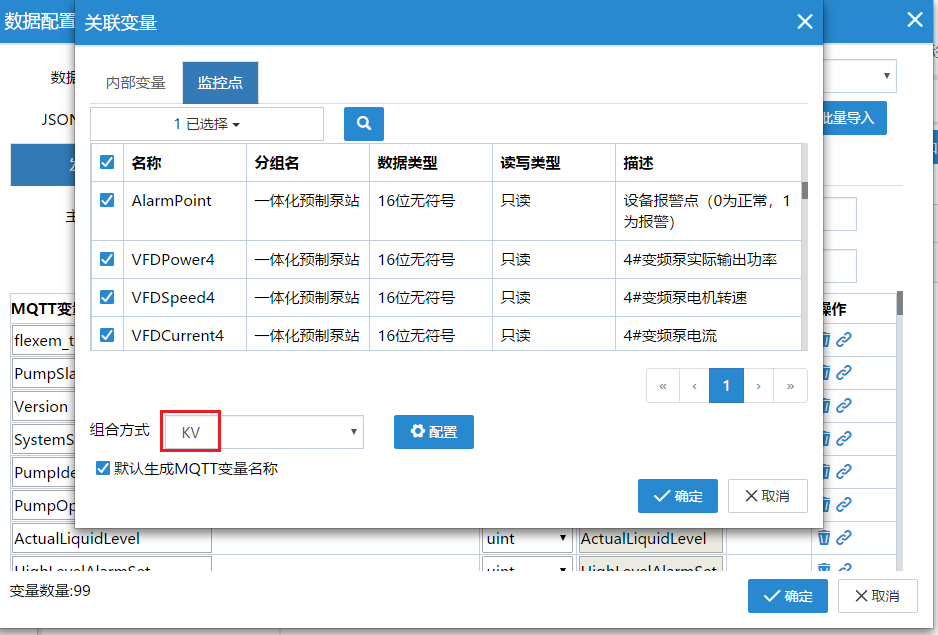 数据配置
关联变量
数据
内部变量
监控点
JSON
1 已选择
批量导入
名称
分组名
数据类型
读写类型
描述
AlarmPoint
一体化预制泵站
16位无符号
只读
设备报警点（0为正常，1
为报警）
VFDPower4
一体化预制泵站
16位无符号
只读
4#变频泵实际输出功率
VFDSpeed4
一体化预制泵站
16位无符号
只读
4#变频泵电机转速
VFDCurrent4
一体化预制泵站
16位无符号
只读
4#变频泵电流
«
‹
1
›
»
组合方式
KV
配置
默认生成MQTT变量名称
确定
取消
MQTT变
操作
flexem_t
PumpSla
Version
SystemS
PumpIde
PumpOp
ActualLiquidLevel
uint
ActualLiquidLevel
HighLevelAlarmSet
uint
HighLevelAlarmSet
变量数量:99
确定
取消